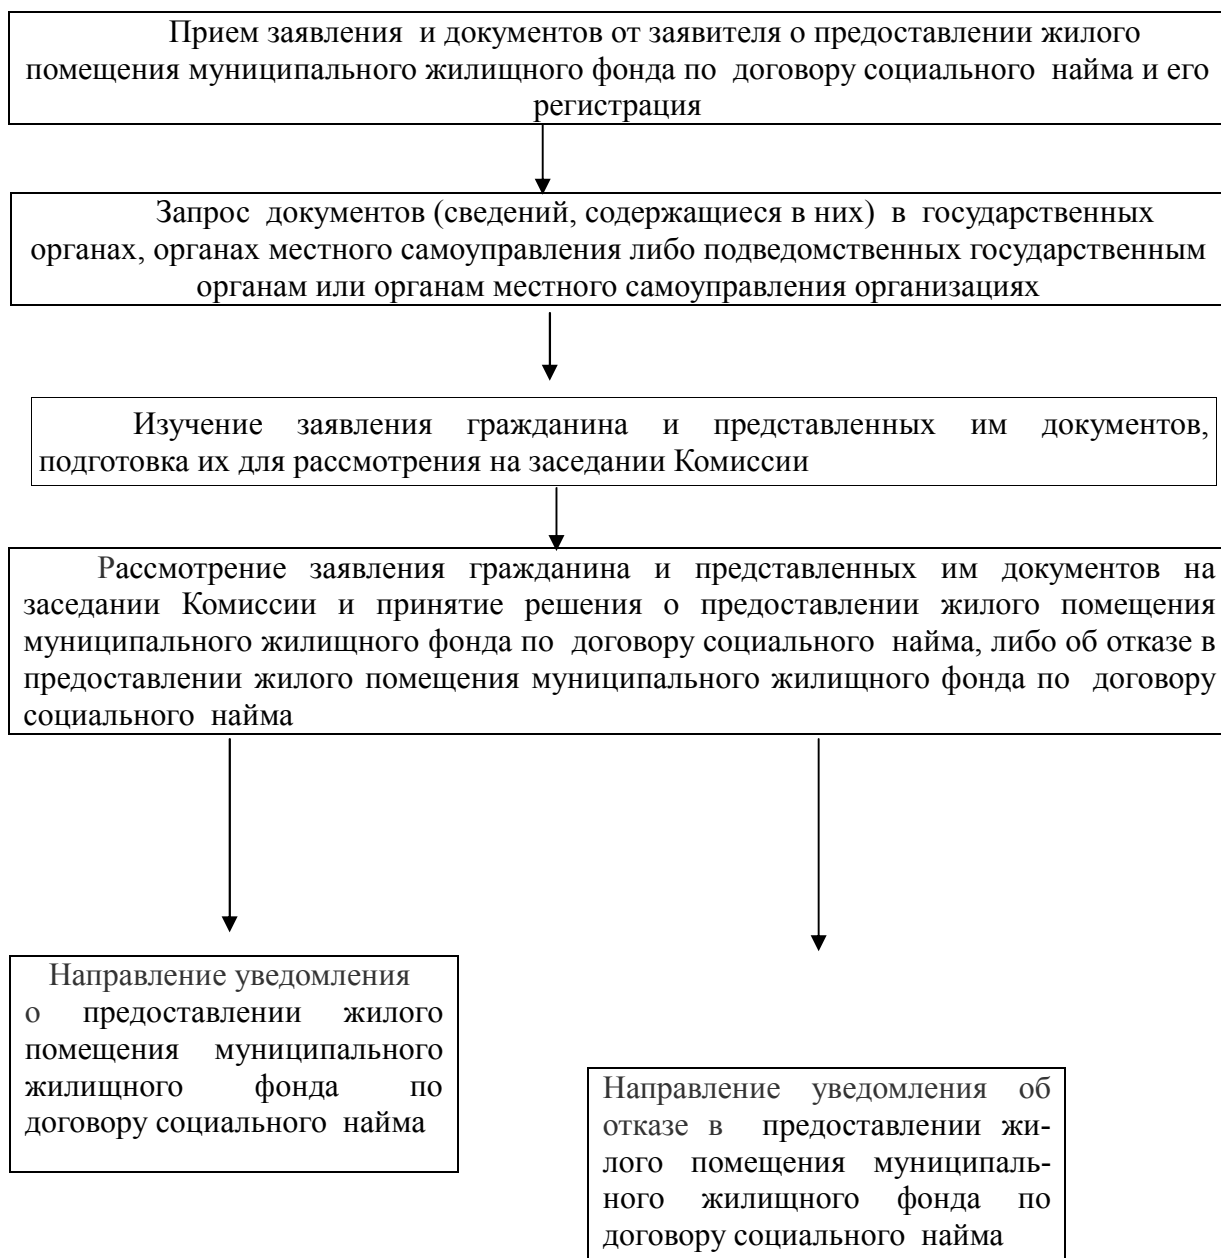 Прием заявления и документов от заявителя о предоставлении жилого
помещения муниципального жилищного фонда по договору социального найма и его
регистрация
Запрос документов (сведений, содержащиеся в них) в государственных
органах, органах местного самоуправления либо подведомственных государственным
органам или органам местного самоуправления организациях
Изучение заявления гражданина и представленных им документов,
подготовка их для рассмотрения на заседании Комиссии
Рассмотрение заявления гражданина и представленных им документов на
заседании Комиссии и принятие решения о предоставлении жилого помещения
муниципального жилищного фонда по договору социального найма, либо об отказе в
предоставлении жилого помещения муниципального жилищного фонда по договору
социального найма
Направление уведомления
о предоставлении жилого
помещения муниципального
жилищного фонда по
договору социального найма
Направление уведомления об
отказе в предоставлении жи-
лого помещения муниципаль-
ного жилищного фонда по
договору социального найма